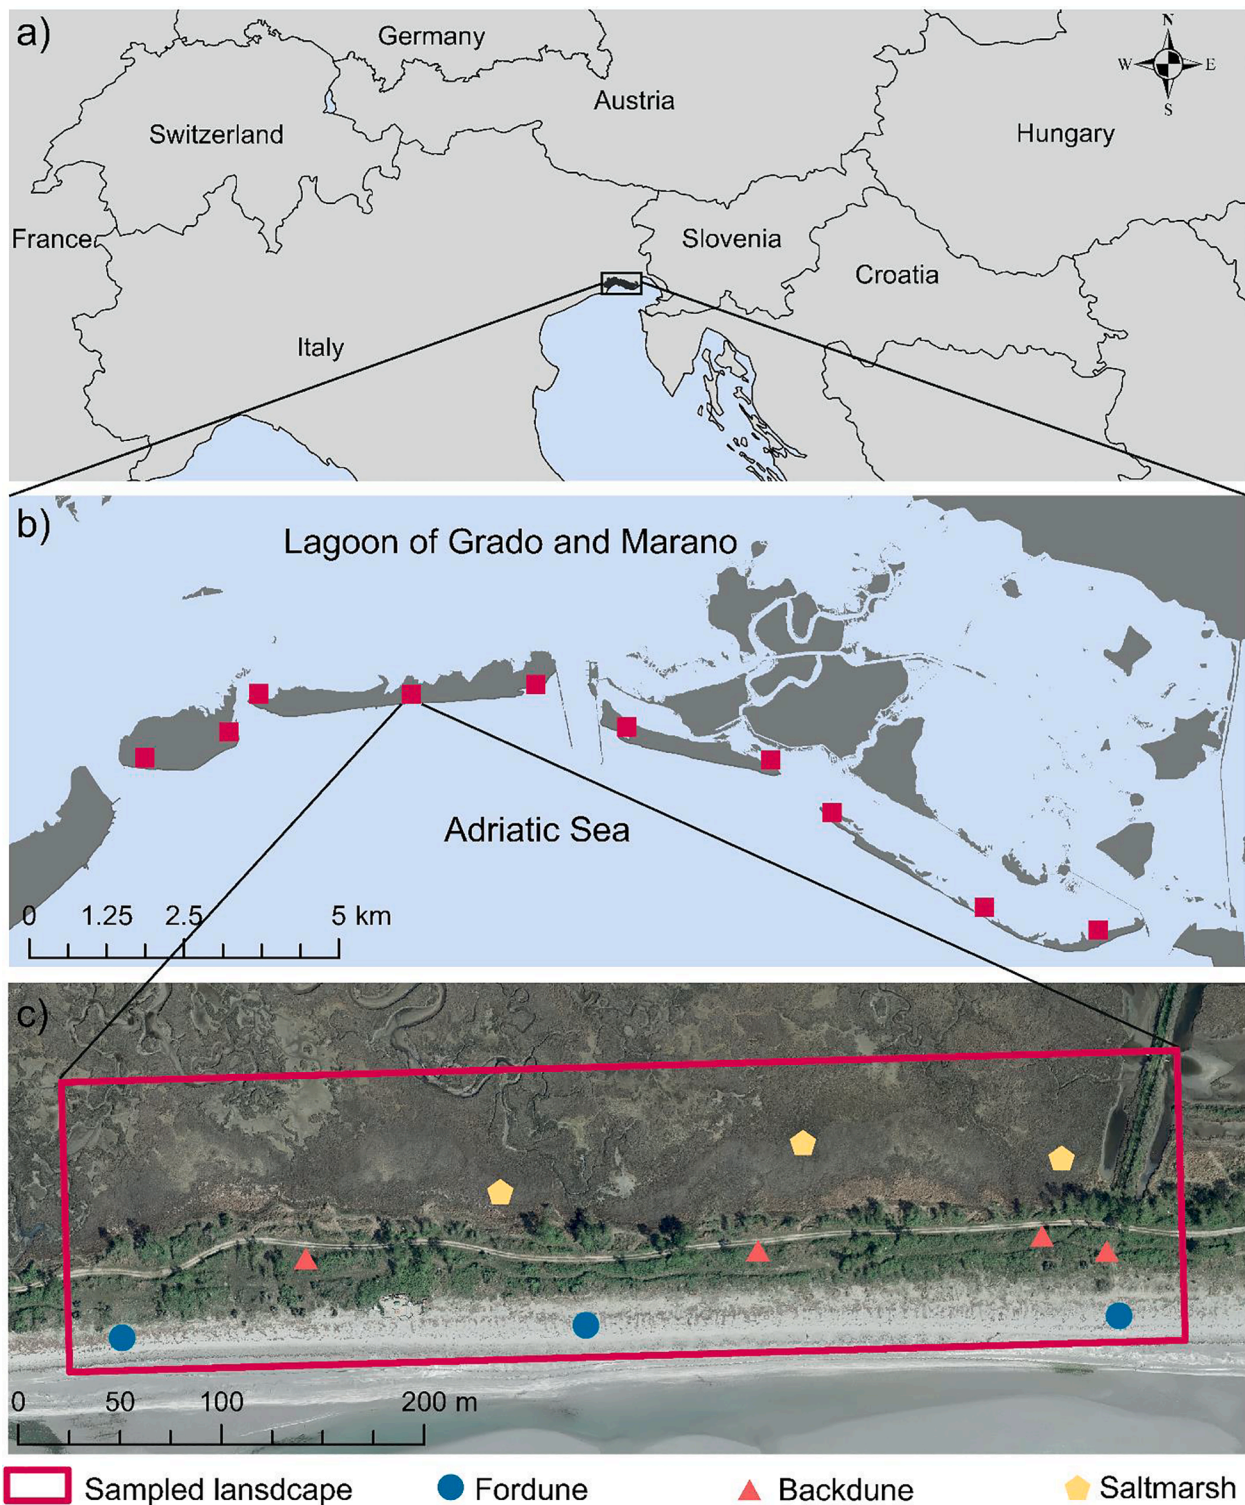 a)
Germany
N
W E
S
Austria
Switzerland
Hungary
France
Slovenia
Croatia
Italy
b)
Lagoon of Grado and Marano
Adriatic Sea
0 1.25 2.5 5 km
c)
0 50 100 200 m
Sampled lansdcape Fordune Backdune Saltmarsh